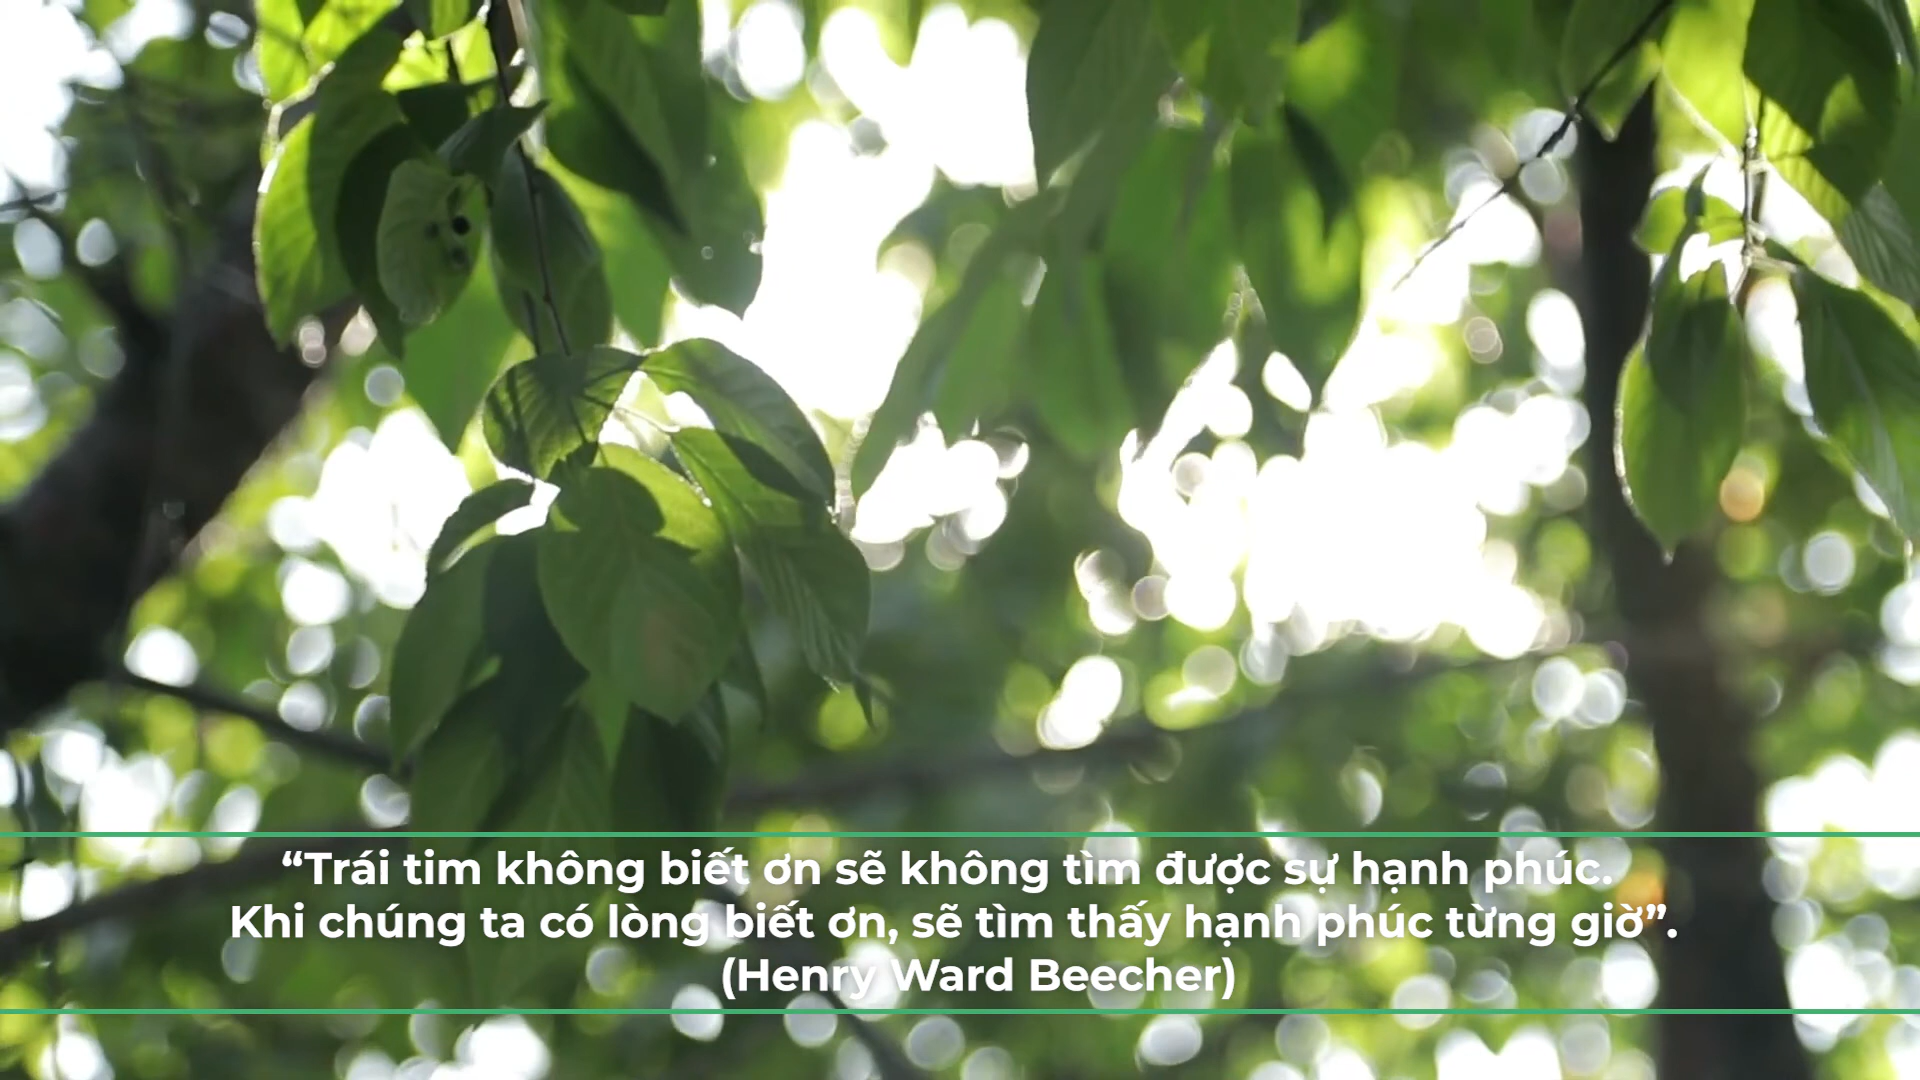 “Trái tim không biết ơn sẽ không tìm được sự hạnh phúc.
Khi chúng ta có lòng biết ơn, sẽ tìm thấy hạnh phúc từng giờ”.
(Henry Ward Beecher)